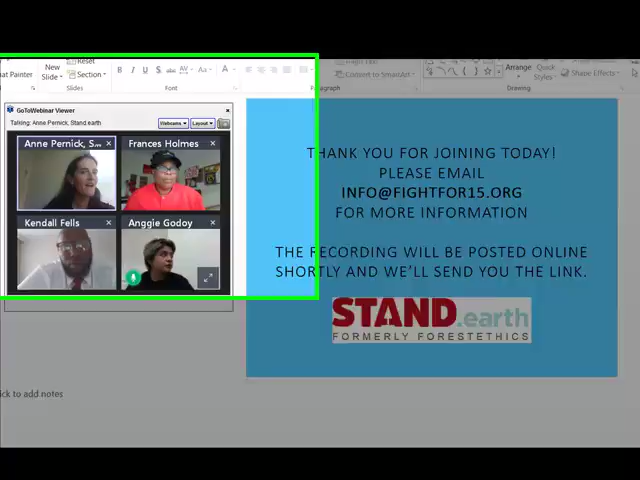 Reset
New
Slide
Section
at Painter
Slides
Font
Paragraph
Convert to SmartArt
Arrange
Quick
Styles
Shape Effects
Drawing
GoToWebinar Viewer
Talking: Anne Pernick, Stand.earth
Webcams
Layout
Anne Pernick, S...
Frances Holmes
Kendall Fells
Anggie Godoy
THANK YOU FOR JOINING TODAY!
PLEASE EMAIL
INFO@FIGHTFOR15.ORG
FOR MORE INFORMATION
THE RECORDING WILL BE POSTED ONLINE
SHORTLY AND WE'LL SEND YOU THE LINK.
STAND.earth
FORMERLY FORESTETHICS
ick to add notes